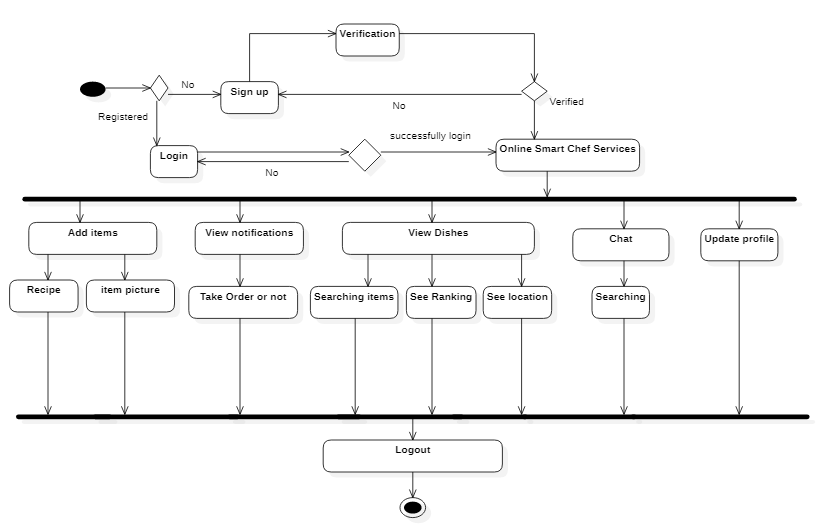 Verification
No
Sign up
No
Verified
Registered
successfully login
Login
No
Online Smart Chef Services
Add items
View notifications
View Dishes
Chat
Update profile
Recipe
item picture
Take Order or not
Searching items
See Ranking
See location
Searching
Logout